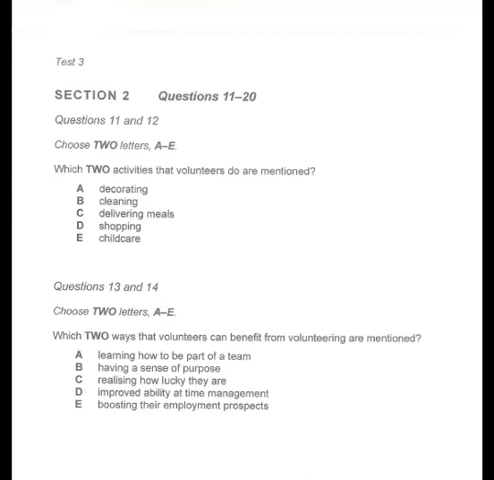 Test 3
SECTION 2 Questions 11–20
Questions 11 and 12
Choose TWO letters, A–E.
Which TWO activities that volunteers do are mentioned?
A decorating
B cleaning
C delivering meals
D shopping
E childcare
Questions 13 and 14
Choose TWO letters, A–E.
Which TWO ways that volunteers can benefit from volunteering are mentioned?
A learning how to be part of a team
B having a sense of purpose
C realising how lucky they are
D improved ability at time management
E boosting their employment prospects